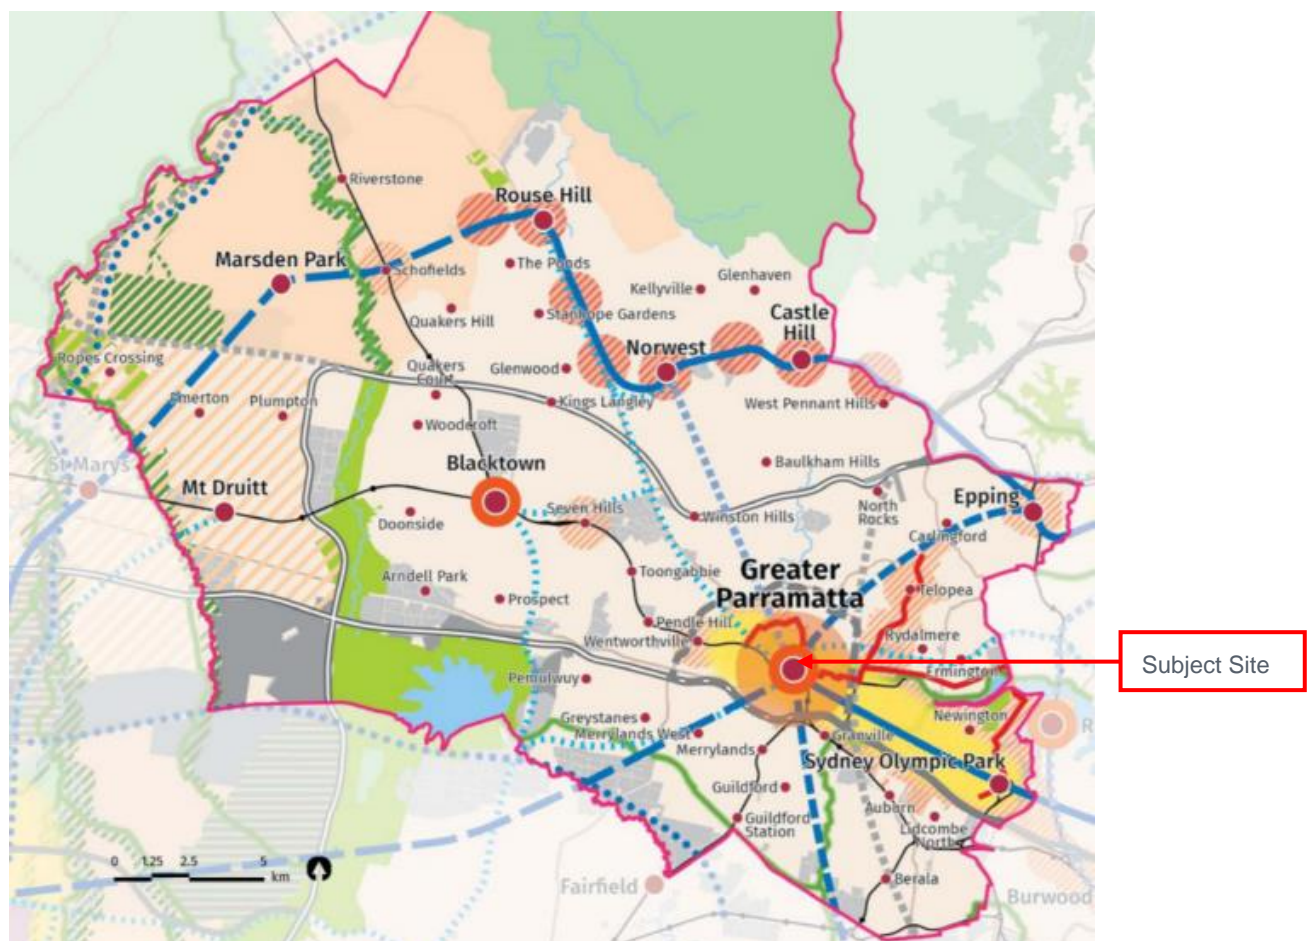 Riverstone
Rouse Hill
Marsden Park
Schofields
The Ponds
Glenhaven
Kellyville
Stanhope Gardens
Quakers Hill
Castle
Hill
Norwest
Ropes Crossing
Quakers
Court
Glenwood
Emerton
Plumpton
Kings Langley
West Pennant Hills
Woodcroft
St Marys
Blacktown
Baulkham Hills
Mt Druitt
Epping
Doonside
Seven Hills
Winston Hills
North
Rocks
Carlingford
Toongabbie
Greater
Parramatta
Arndell Park
Prospect
Telopea
Pendle Hill
Wentworthville
Rydalmere
Ermington
Subject Site
Pemulwuy
Greystanes
Merrylands West
Merrylands
Newington
Granville
Sydney Olympic Park
R
Guildford
Auburn
Guildford
Station
Lidcombe
North
0 1.25 2.5 5
km
Berala
Fairfield
Burwood